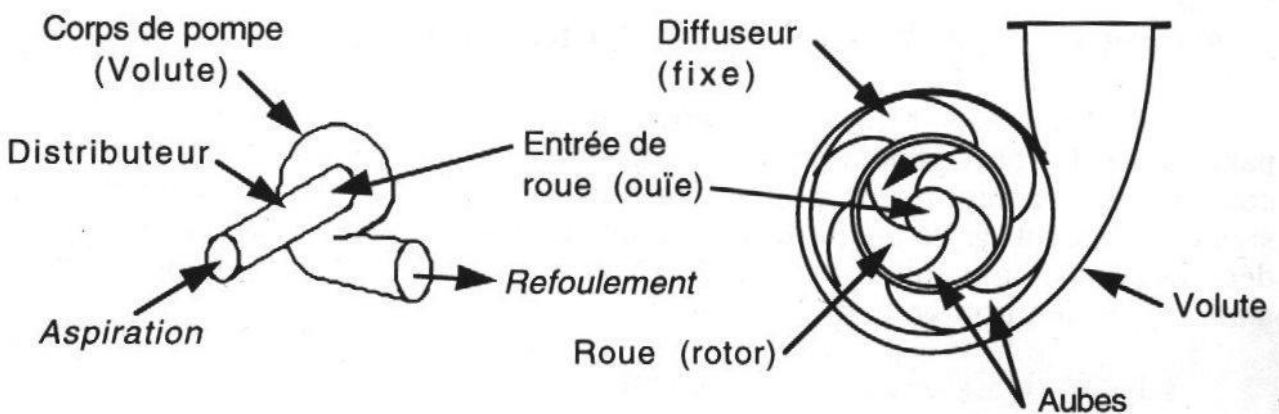 Corps de pompe
(Volute)
Distributeur
Aspiration
Entrée de
roue (ouïe)
Refoulement
Diffuseur
(fixe)
Roue (rotor)
Volute
Aubes